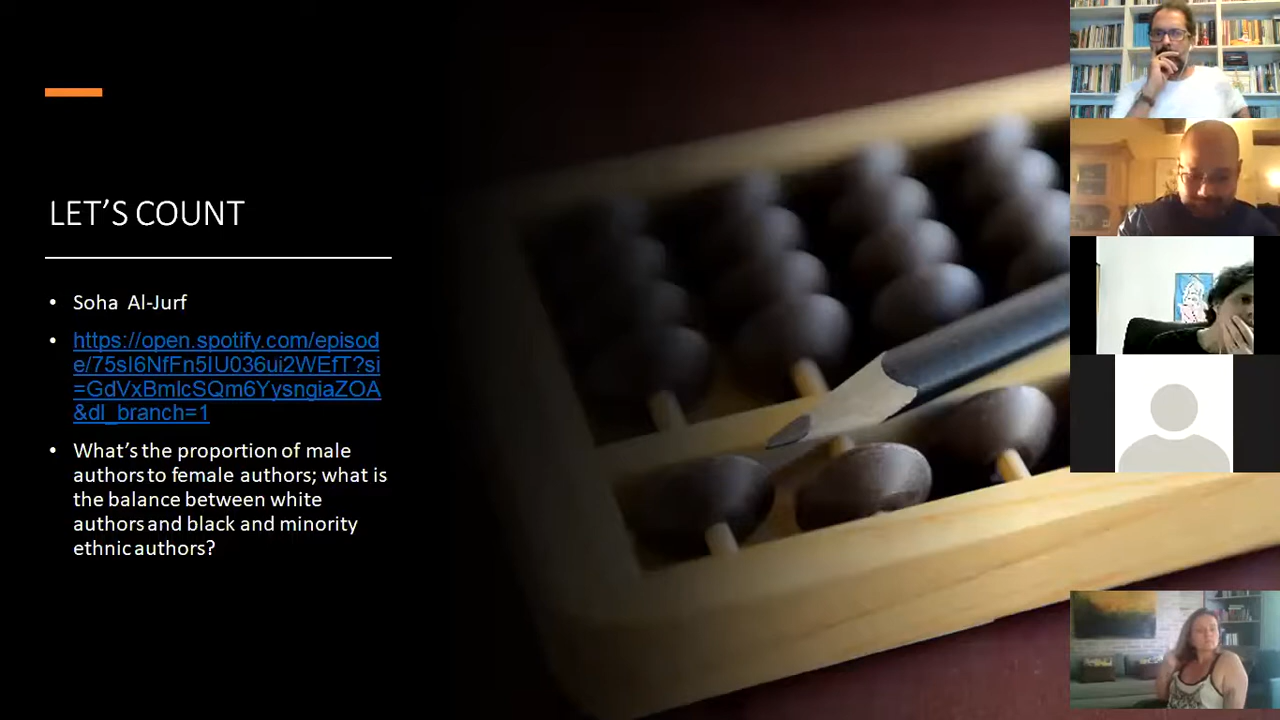 LET'S COUNT
• Soha Al-Jurf
• https://open.spotify.com/episod
e/75sI6NfFn5IU036ui2WEfT?si
=GdVxBmlcSQm6YysngiaZOA
&dl_branch=1
• What's the proportion of male
authors to female authors; what is
the balance between white
authors and black and minority
ethnic authors?